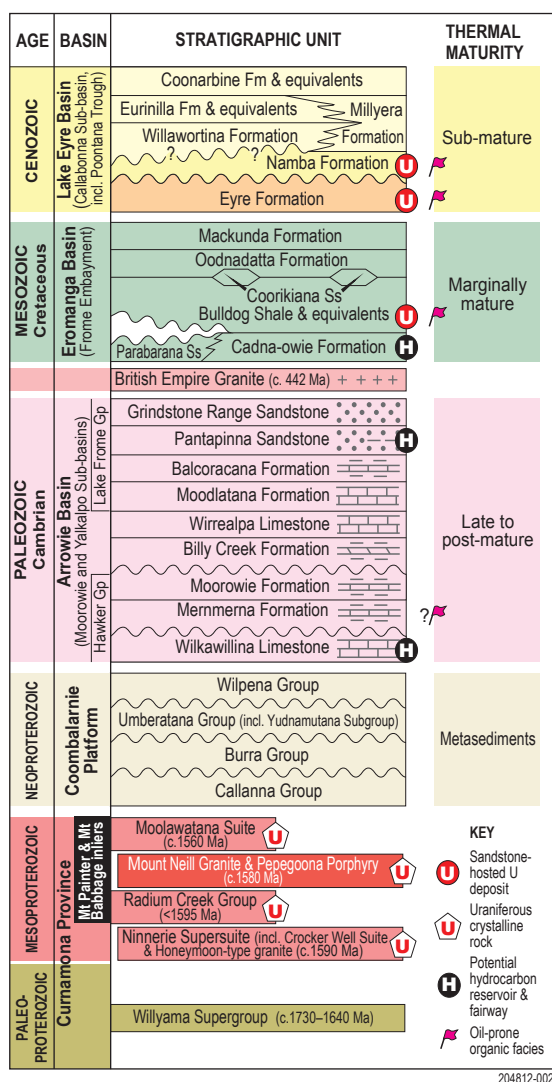 AGE
BASIN
STRATIGRAPHIC UNIT
THERMAL
MATURITY
CENOZOIC
Lake Eyre Basin
(Callabonna Sub-basin,
incl. Poontana Trough)
Coonarbine Fm & equivalents
Eurinilla Fm & equivalents
Millyera
Formation
Willawortina Formation
? ?
Namba Formation
U
Eyre Formation
U
Sub-mature
MESOZOIC
Cretaceous
Eromanga Basin
(Frome Embayment)
Mackunda Formation
Oodnadatta Formation
Coorikiana Ss
Bulldog Shale & equivalents
U
Parabarana Ss
Cadna-owie Formation
H
Marginally
mature
British Empire Granite (c. 442 Ma) + + + +
PALEOZOIC
Cambrian
Arrowie Basin
(Moorowie and Yalkalpo Sub-basins)
Lake Frome Gp
Grindstone Range Sandstone
Pantapinna Sandstone
H
Balcoracana Formation
Moodlatana Formation
Wirrealpa Limestone
Billy Creek Formation
Hawker Gp
Moorowie Formation
Mernmerna Formation
?
Wilkawillina Limestone
H
Late to
post-mature
NEOPROTEROZOIC
Coombalarnie
Platform
Wilpena Group
Umberatana Group (incl. Yudnamutana Subgroup)
Burra Group
Callanna Group
Metasediments
MESOPROTEROZOIC
Curnamona Province
Mt Painter & Mt
Babbage inliers
Moolawatana Suite
(c.1560 Ma)
U
Mount Neill Granite & Pepegoona Porphyry
(c.1580 Ma)
U
Radium Creek Group
(<1595 Ma)
U
Ninnerie Supersuite (incl. Crocker Well Suite
& Honeymoon-type granite (c.1590 Ma)
U
PALEO-
PROTEROZOIC
Willyama Supergroup (c.1730–1640 Ma)
KEY
U
Sandstone-
hosted U
deposit
U
Uraniferous
crystalline
rock
H
Potential
hydrocarbon
reservoir &
fairway
Oil-prone
organic facies
204812-002